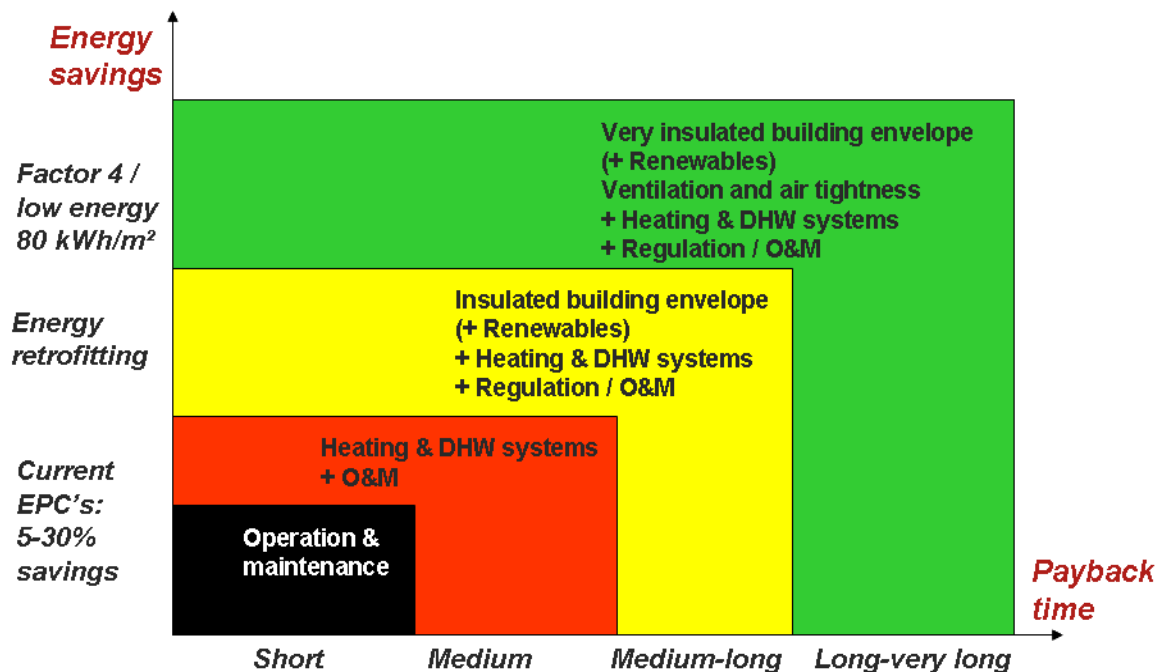 Energy
savings
Factor 4 /
low energy
80 kWh/m²
Energy
retrofitting
Current
EPC's:
5-30%
savings
Very insulated building envelope
(+ Renewables)
Ventilation and air tightness
+ Heating & DHW systems
+ Regulation / O&M
Insulated building envelope
(+ Renewables)
+ Heating & DHW systems
+ Regulation / O&M
Heating & DHW systems
+ O&M
Operation &
maintenance
Payback
time
Short
Medium
Medium-long
Long-very long